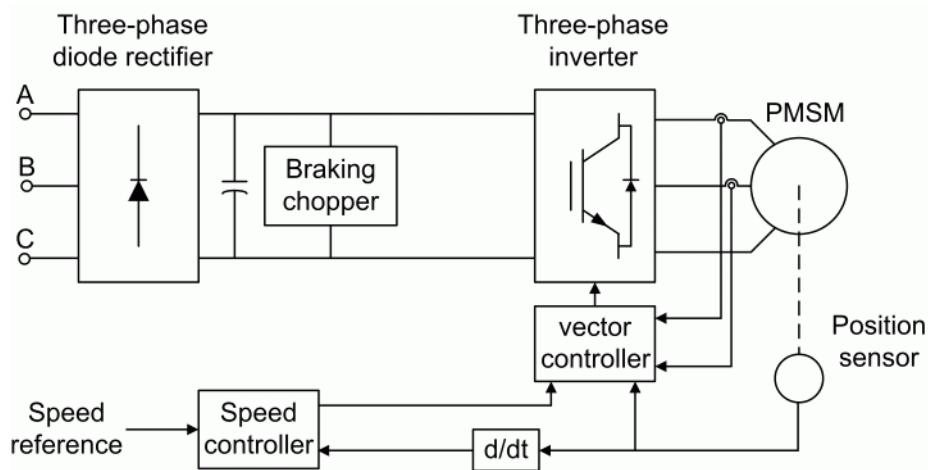 Three-phase
diode rectifier
Three-phase
inverter
A
B
C
Braking
chopper
PMSM
vector
controller
Position
sensor
Speed
reference
Speed
controller
d/dt